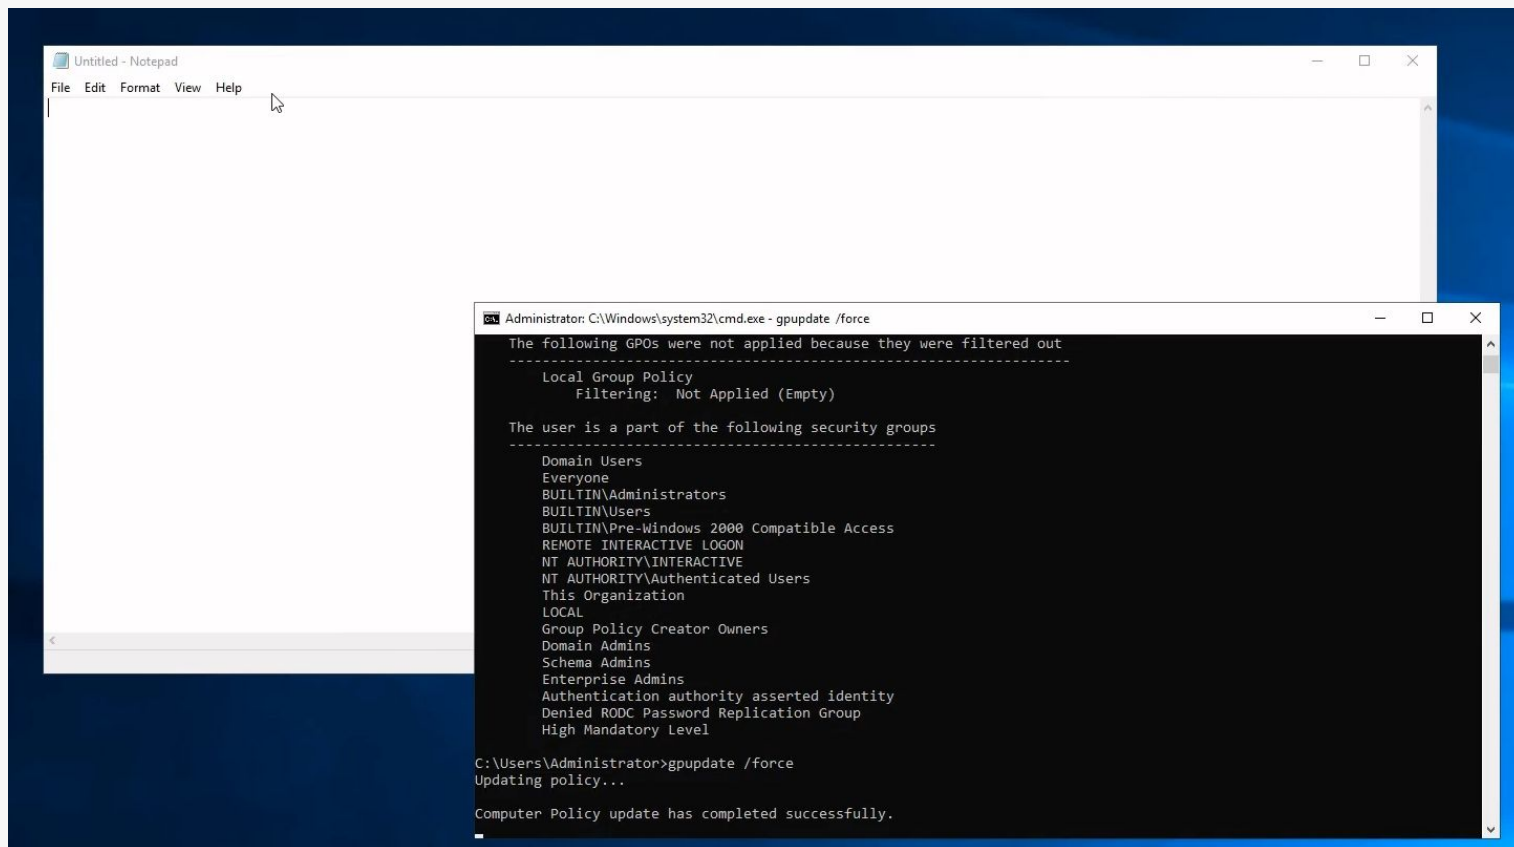 Untitled - Notepad
File Edit Format View Help
Administrator: C:\Windows\system32\cmd.exe - gpupdate /force
The following GPOs were not applied because they were filtered out
-------------------------------------------------------------------
Local Group Policy
Filtering: Not Applied (Empty)
The user is a part of the following security groups
---------------------------------------------------
Domain Users
Everyone
BUILTIN\Administrators
BUILTIN\Users
BUILTIN\Pre-Windows 2000 Compatible Access
REMOTE INTERACTIVE LOGON
NT AUTHORITY\INTERACTIVE
NT AUTHORITY\Authenticated Users
This Organization
LOCAL
Group Policy Creator Owners
Domain Admins
Schema Admins
Enterprise Admins
Authentication authority asserted identity
Denied RODC Password Replication Group
High Mandatory Level
C:\Users\Administrator>gpupdate /force
Updating policy...
Computer Policy update has completed successfully.